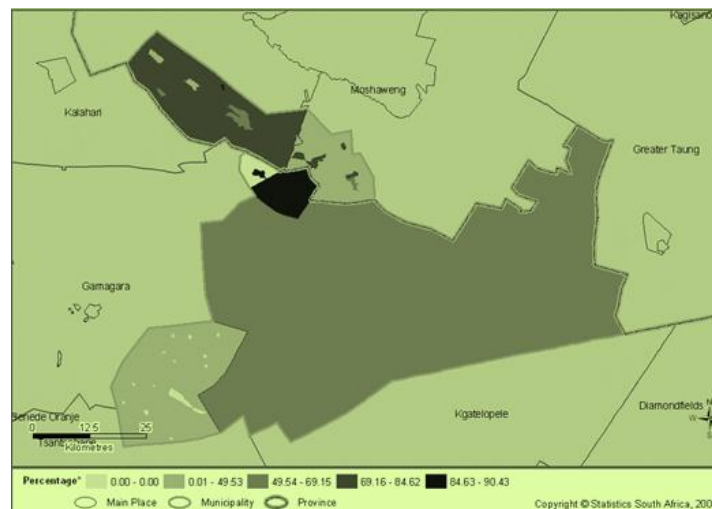 Kagisano
Moshaweng
Kalahari
Greater Taung
Gamagara
Kgatelopele
Diamondfields
N
W
S
Benede Oranje
0 12.5 25
Kilometres
Percentage* 0.00 - 0.00 0.01 - 49.53 49.54 - 69.15 69.16 - 84.62 84.63 - 90.43
Main Place Municipality Province Copyright © Statistics South Africa, 200